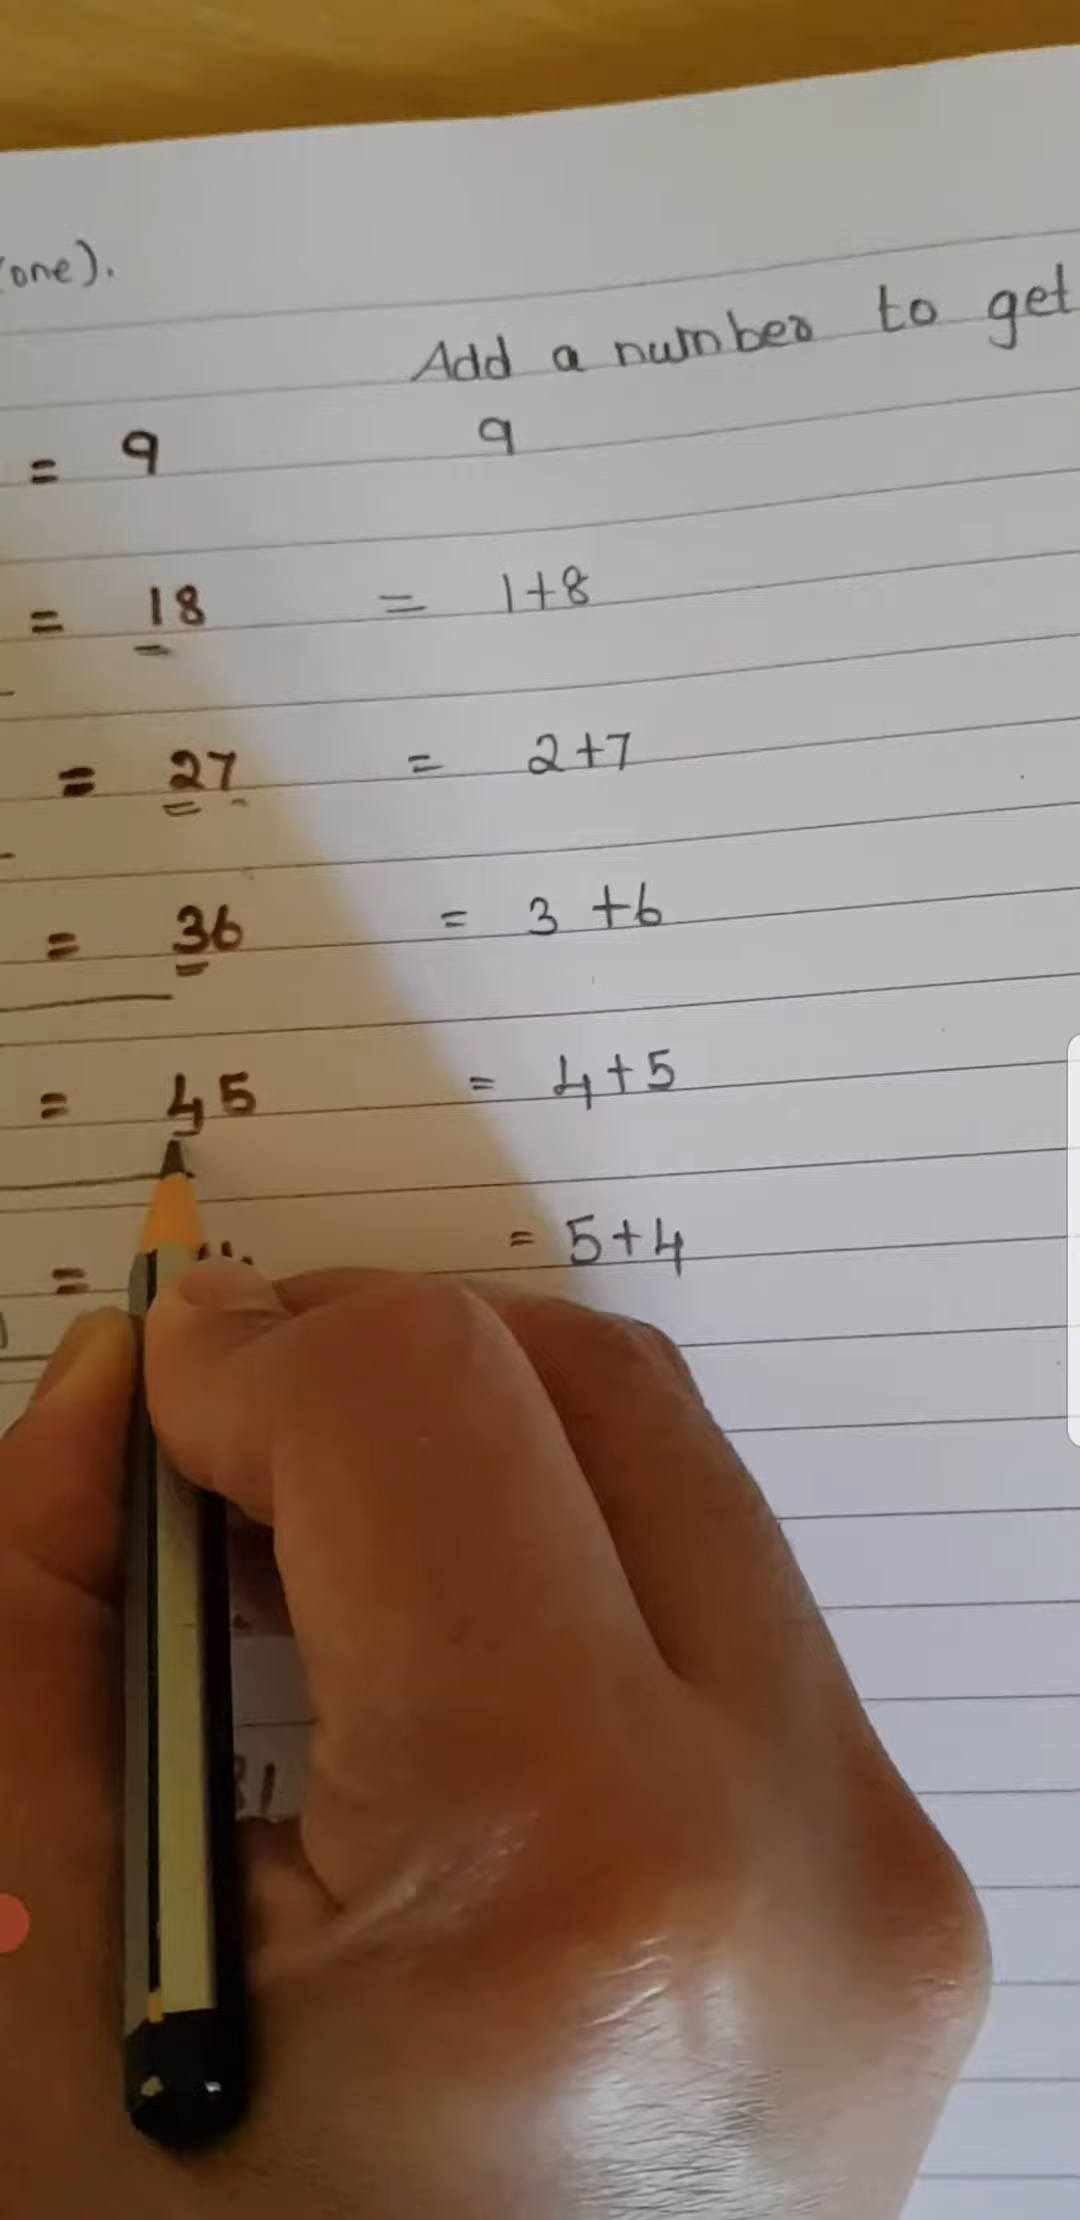 (one).
Add a number to get
= 9 9
= 18 = 1+8
= 27 = 2+7
= 36 = 3+6
= 45 = 4+5
= = 5+4